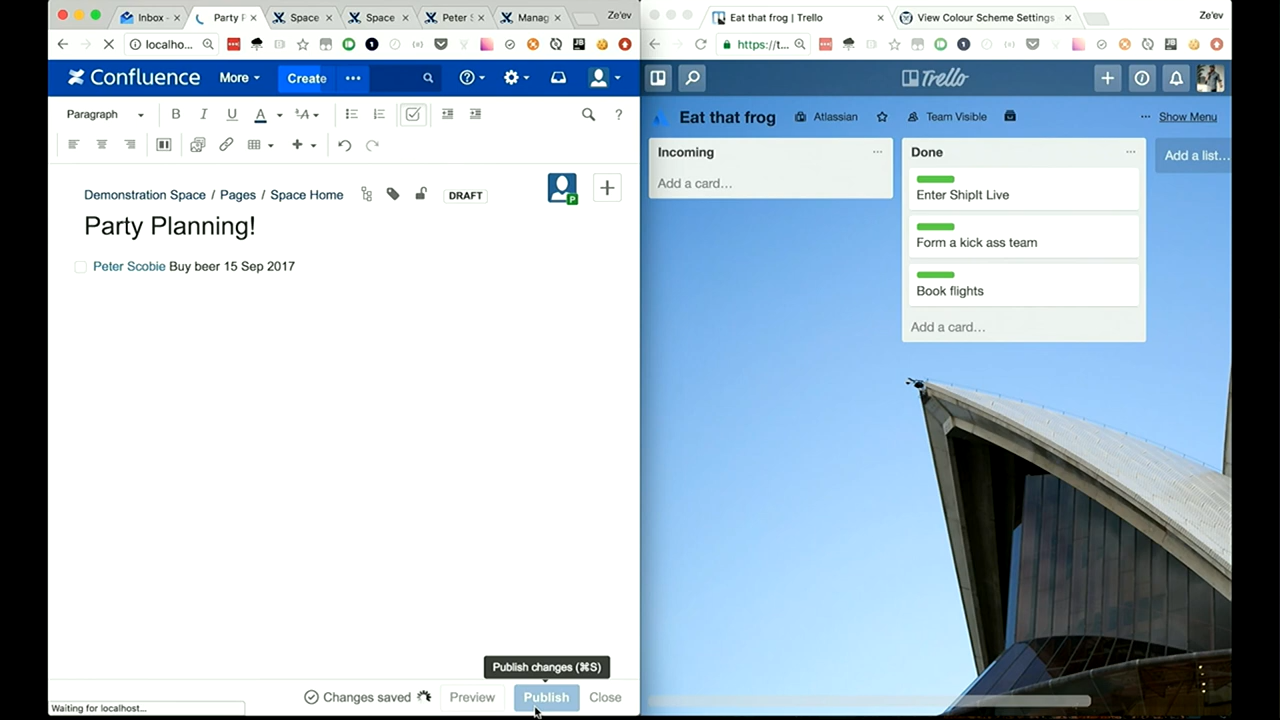 Inbox -
Party P
Space
Space
Peter S
Manag
Ze'ev
localho...
Confluence
More
Create
Paragraph
B I U A
?
Demonstration Space / Pages / Space Home
DRAFT
P
Party Planning!
Peter Scobie Buy beer 15 Sep 2017
Publish changes (⌘S)
Changes saved
Preview
Publish
Close
Waiting for localhost...
Eat that frog | Trello
View Colour Scheme Settings
Ze'ev
https://t...
Trello
Eat that frog
Atlassian
Team Visible
... Show Menu
Incoming
Add a card...
Done
Enter ShipIt Live
Form a kick ass team
Book flights
Add a card...
Add a list...